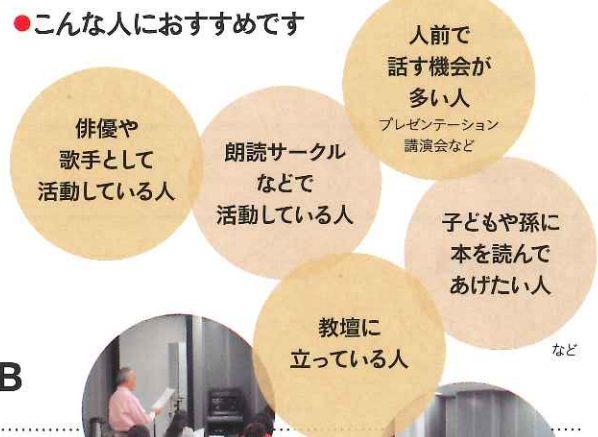 ●こんな人におすすめです
人前で
話す機会が
多い人
プレゼンテーション
講演会など
俳優や
歌手として
活動している人
朗読サークル
などで
活動している人
子どもや孫に
本を読んで
あげたい人
教壇に
立っている人
など
B